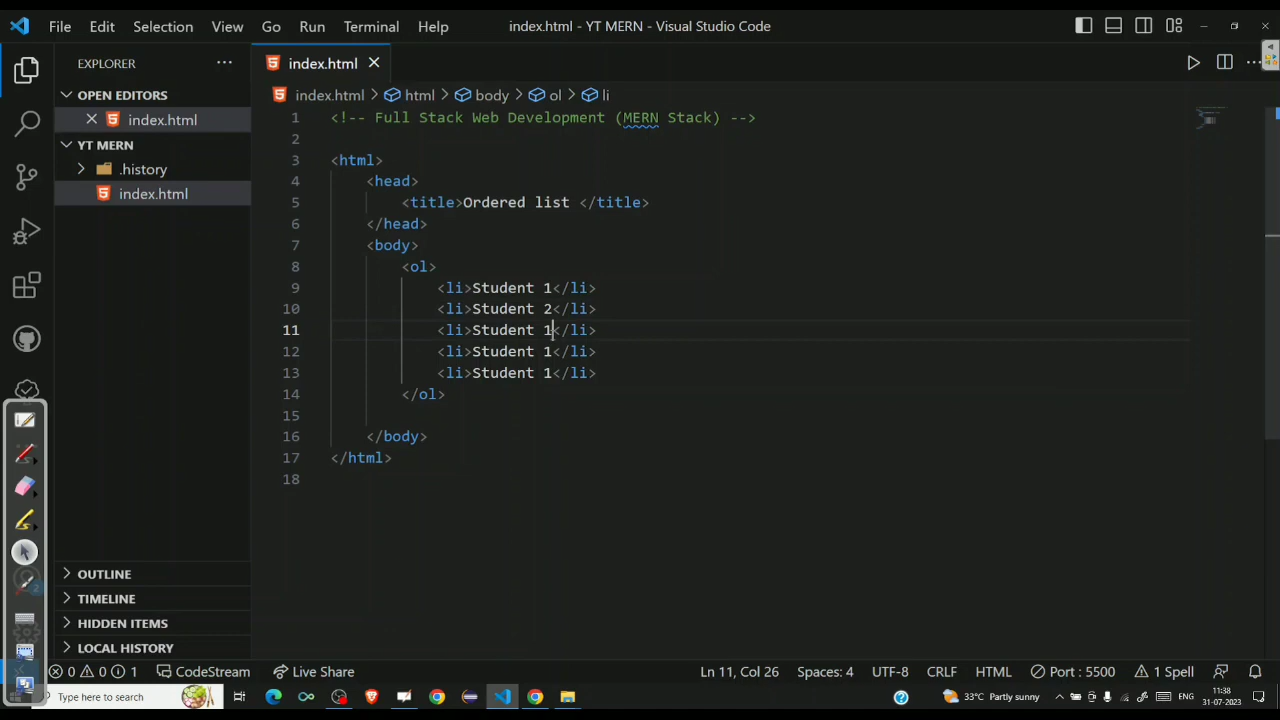 File Edit Selection View Go Run Terminal Help index.html - YT MERN - Visual Studio Code
EXPLORER
OPEN EDITORS
index.html
YT MERN
.history
index.html
OUTLINE
TIMELINE
HIDDEN ITEMS
LOCAL HISTORY
index.html
index.html > html > body > ol > li
1 <!-- Full Stack Web Development (MERN Stack) -->
2
3 <html>
4 <head>
5 <title>Ordered list </title>
6 </head>
7 <body>
8 <ol>
9 <li>Student 1</li>
10 <li>Student 2</li>
11 <li>Student 1</li>
12 <li>Student 1</li>
13 <li>Student 1</li>
14 </ol>
15
16 </body>
17 </html>
18
0 0 1 CodeStream Live Share Ln 11, Col 26 Spaces: 4 UTF-8 CRLF HTML Port : 5500 1 Spell
Type here to search 33°C Partly sunny ENG 11:38
31-07-2023